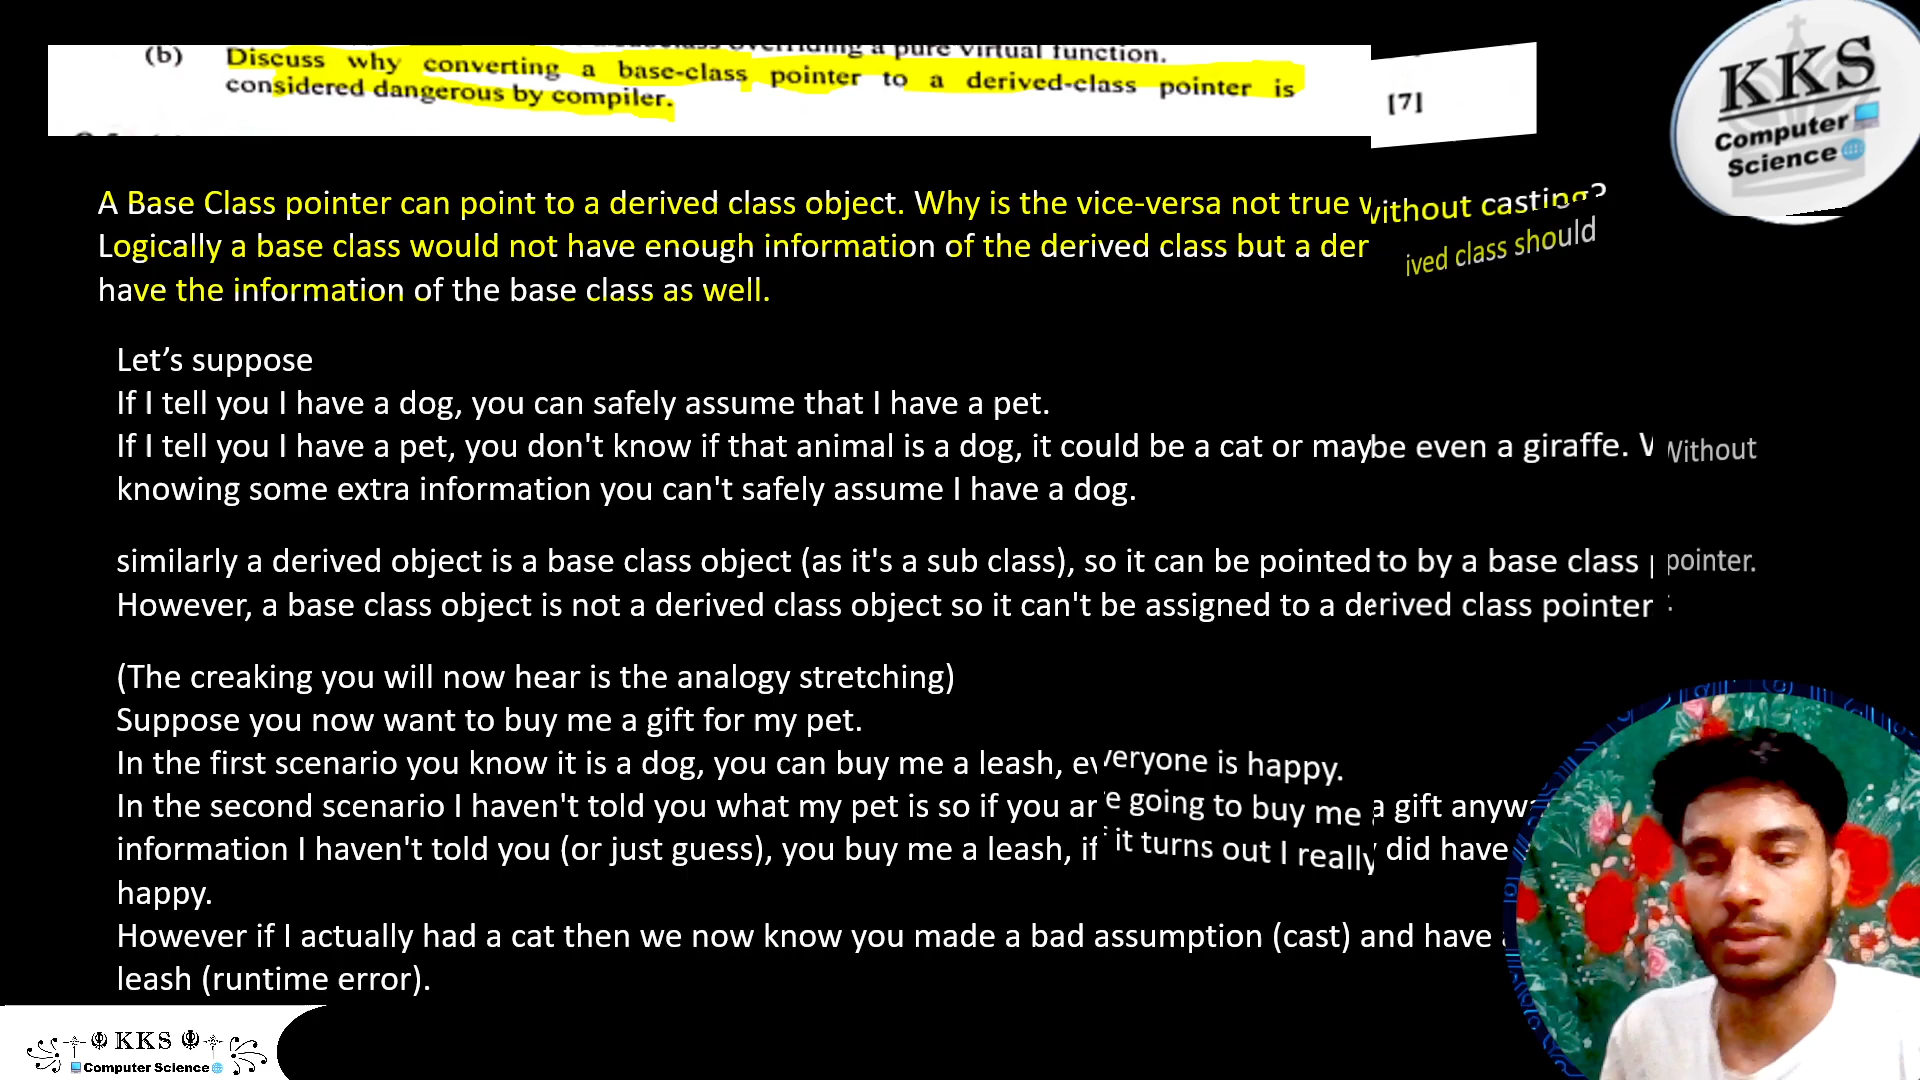 subclass overriding a pure virtual function.
(b) Discuss why converting a base-class pointer to a derived-class pointer is
considered dangerous by compiler.
[7]
KKS
Computer
Science
A Base Class pointer can point to a derived class object. Why is the vice-versa not true without casting?
Logically a base class would not have enough information of the derived class but a derived class should
have the information of the base class as well.
Let’s suppose
If I tell you I have a dog, you can safely assume that I have a pet.
If I tell you I have a pet, you don't know if that animal is a dog, it could be a cat or maybe even a giraffe. Without
knowing some extra information you can't safely assume I have a dog.
similarly a derived object is a base class object (as it's a sub class), so it can be pointed to by a base class pointer.
However, a base class object is not a derived class object so it can't be assigned to a derived class pointer.
(The creaking you will now hear is the analogy stretching)
Suppose you now want to buy me a gift for my pet.
In the first scenario you know it is a dog, you can buy me a leash, everyone is happy.
In the second scenario I haven't told you what my pet is so if you are going to buy me a gift anyw
information I haven't told you (or just guess), you buy me a leash, if it turns out I really did have
happy.
However if I actually had a cat then we now know you made a bad assumption (cast) and have
leash (runtime error).
KKS
Computer Science